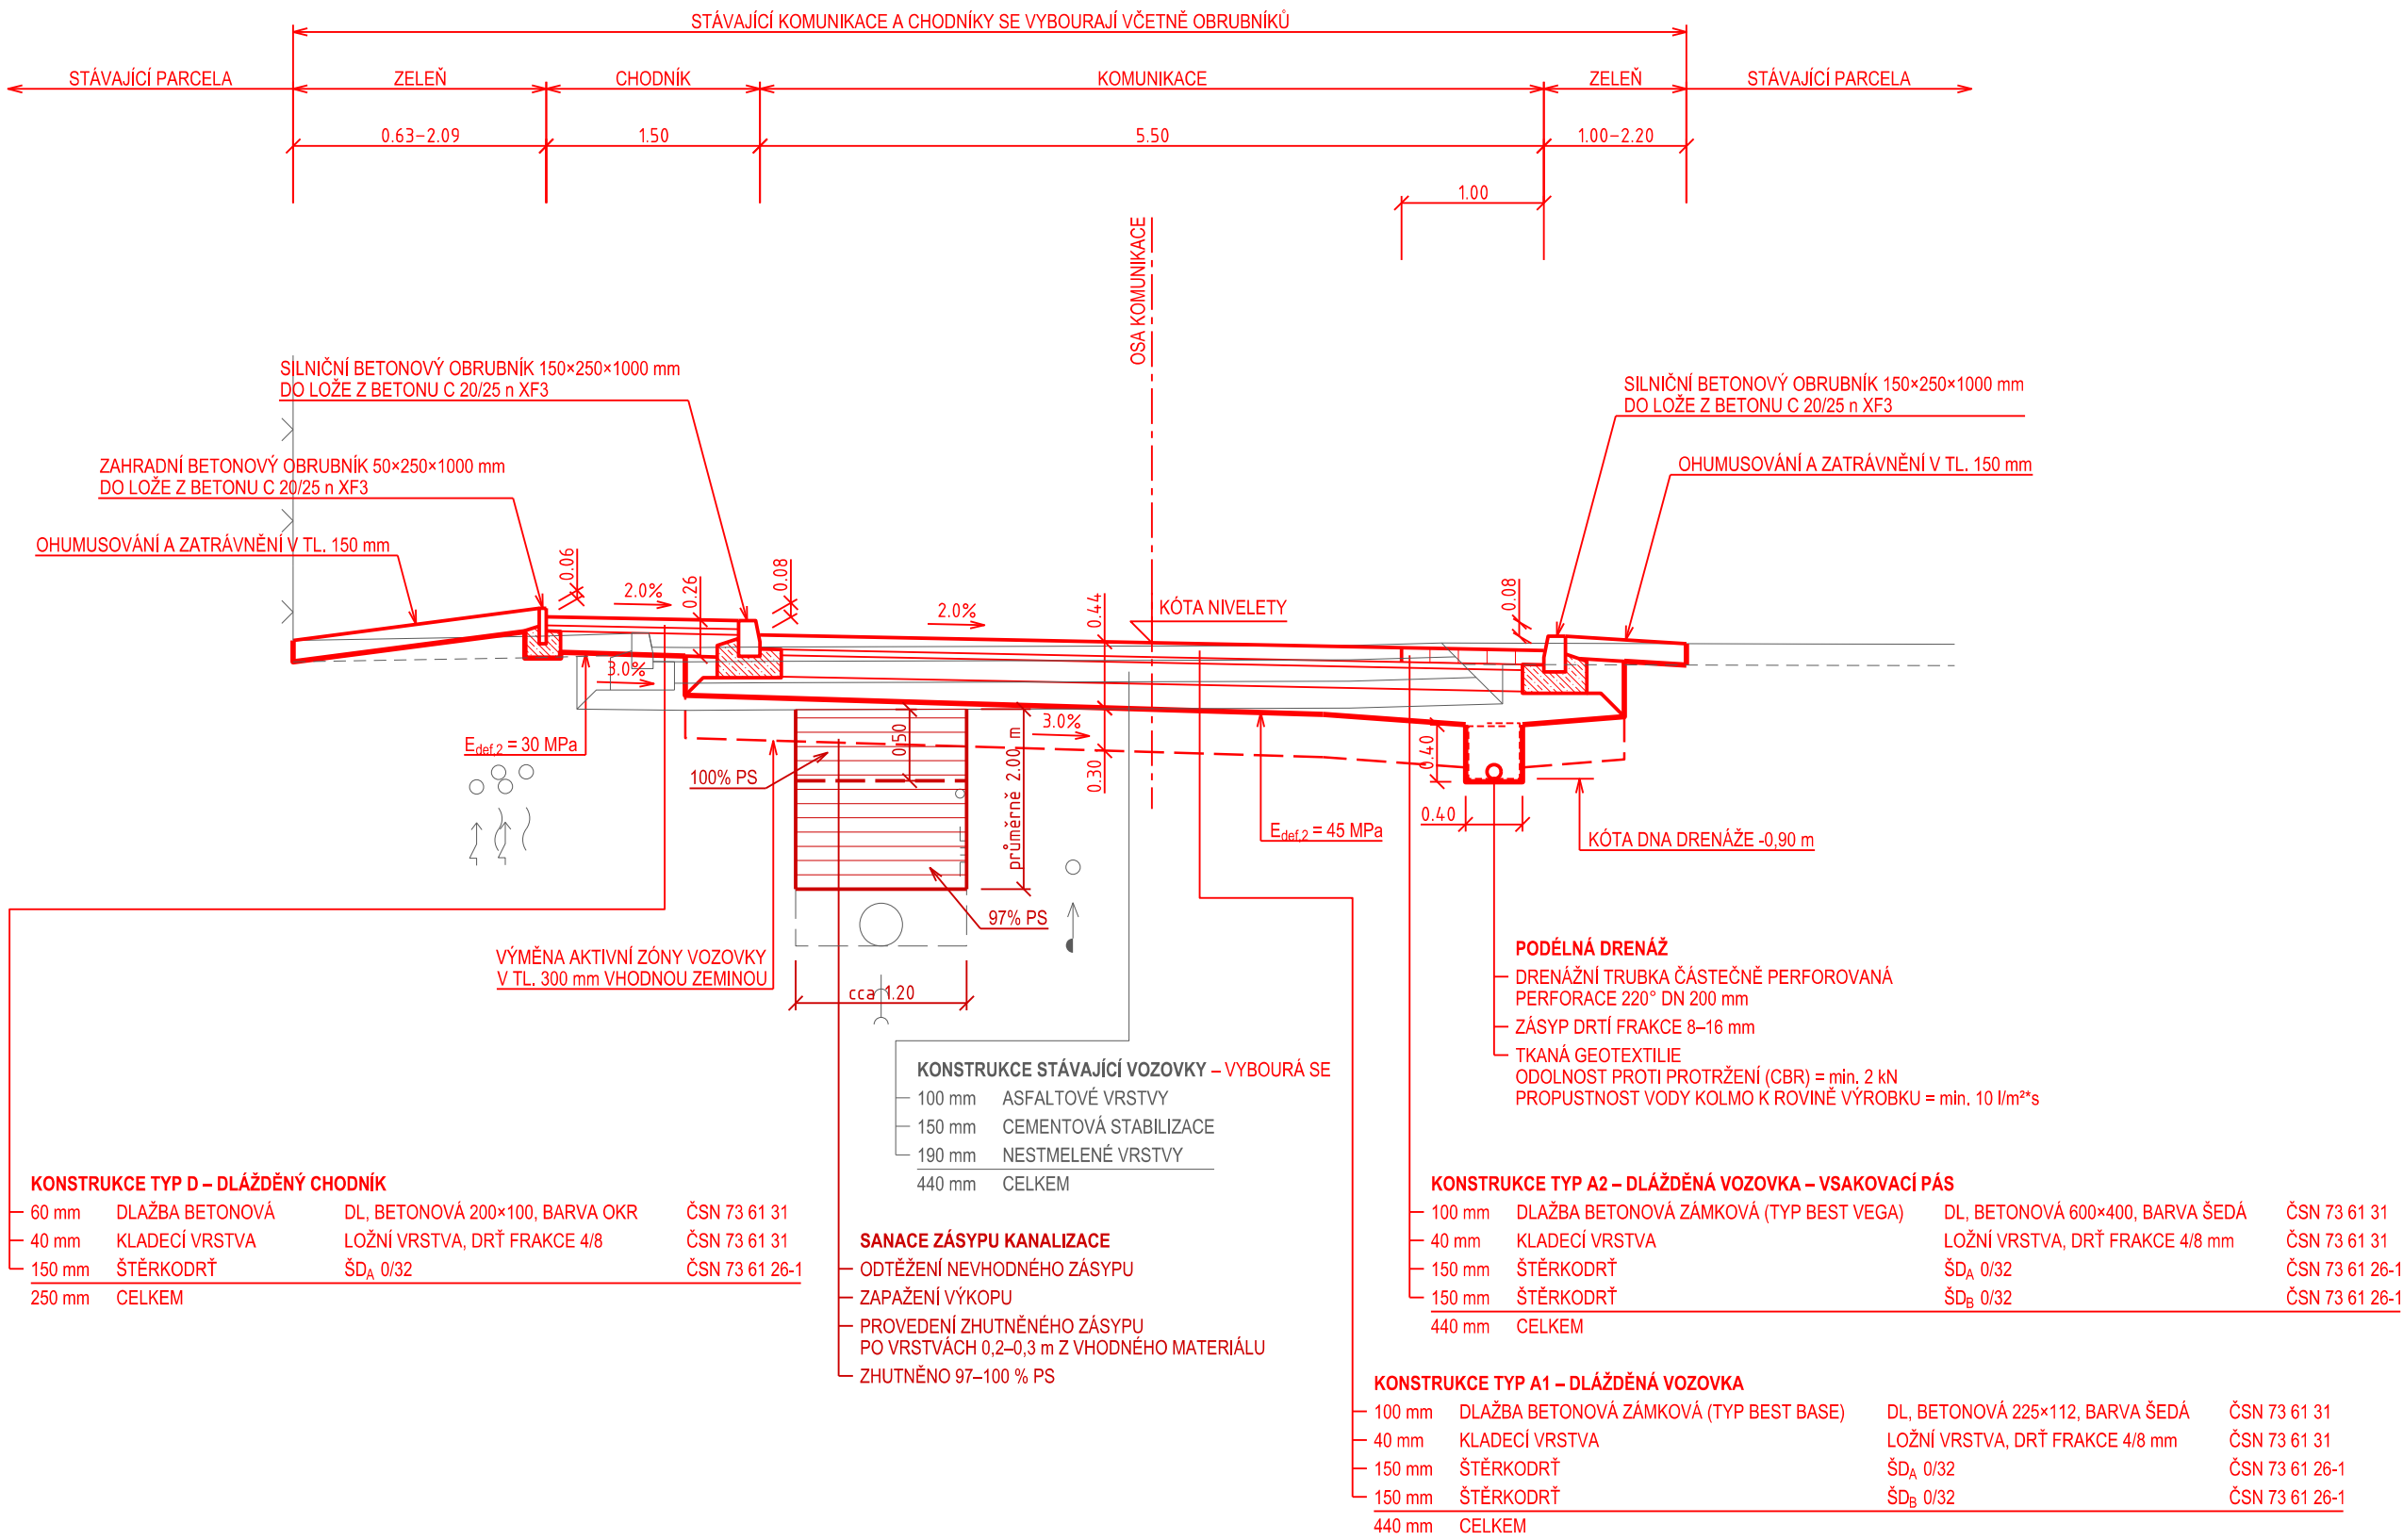 STÁVAJÍCÍ KOMUNIKACE A CHODNÍKY SE VYBOURAJÍ VČETNĚ OBRUBNÍKŮ
STÁVAJÍCÍ PARCELA
ZELEŇ
CHODNÍK
KOMUNIKACE
ZELEŇ
STÁVAJÍCÍ PARCELA
0.63–2.09
1.50
5.50
1.00–2.20
1.00
OSA KOMUNIKACE
SILNIČNÍ BETONOVÝ OBRUBNÍK 150×250×1000 mm
DO LOŽE Z BETONU C 20/25 n XF3
SILNIČNÍ BETONOVÝ OBRUBNÍK 150×250×1000 mm
DO LOŽE Z BETONU C 20/25 n XF3
ZAHRADNÍ BETONOVÝ OBRUBNÍK 50×250×1000 mm
DO LOŽE Z BETONU C 20/25 n XF3
OHUMUSOVÁNÍ A ZATRÁVNĚNÍ V TL. 150 mm
OHUMUSOVÁNÍ A ZATRÁVNĚNÍ V TL. 150 mm
0.06
2.0%
0.26
0.08
2.0%
0.44
KÓTA NIVELETY
0.08
3.0%
Edef,2 = 30 MPa
100% PS
0.50
průměrně 2.00 m
3.0%
0.30
0.40
0.40
Edef,2 = 45 MPa
KÓTA DNA DRENÁŽE -0,90 m
97% PS
VÝMĚNA AKTIVNÍ ZÓNY VOZOVKY
V TL. 300 mm VHODNOU ZEMINOU
cca 1.20
PODÉLNÁ DRENÁŽ
DRENÁŽNÍ TRUBKA ČÁSTEČNĚ PERFOROVANÁ
PERFORACE 220° DN 200 mm
ZÁSYP DRTÍ FRAKCE 8–16 mm
TKANÁ GEOTEXTILIE
ODOLNOST PROTI PROTRŽENÍ (CBR) = min. 2 kN
PROPUSTNOST VODY KOLMO K ROVINĚ VÝROBKU = min. 10 l/m²*s
KONSTRUKCE STÁVAJÍCÍ VOZOVKY – VYBOURÁ SE
100 mm ASFALTOVÉ VRSTVY
150 mm CEMENTOVÁ STABILIZACE
190 mm NESTMELENÉ VRSTVY
440 mm CELKEM
KONSTRUKCE TYP D – DLÁŽDĚNÝ CHODNÍK
60 mm DLAŽBA BETONOVÁ DL, BETONOVÁ 200×100, BARVA OKR ČSN 73 61 31
40 mm KLADECÍ VRSTVA LOŽNÍ VRSTVA, DRŤ FRAKCE 4/8 ČSN 73 61 31
150 mm ŠTĚRKODRŤ ŠDA 0/32 ČSN 73 61 26-1
250 mm CELKEM
SANACE ZÁSYPU KANALIZACE
ODTĚŽENÍ NEVHODNÉHO ZÁSYPU
ZAPAŽENÍ VÝKOPU
PROVEDENÍ ZHUTNĚNÉHO ZÁSYPU
PO VRSTVÁCH 0,2–0,3 m Z VHODNÉHO MATERIÁLU
ZHUTNĚNO 97–100 % PS
KONSTRUKCE TYP A2 – DLÁŽDĚNÁ VOZOVKA – VSAKOVACÍ PÁS
100 mm DLAŽBA BETONOVÁ ZÁMKOVÁ (TYP BEST VEGA) DL, BETONOVÁ 600×400, BARVA ŠEDÁ ČSN 73 61 31
40 mm KLADECÍ VRSTVA LOŽNÍ VRSTVA, DRŤ FRAKCE 4/8 mm ČSN 73 61 31
150 mm ŠTĚRKODRŤ ŠDA 0/32 ČSN 73 61 26-1
150 mm ŠTĚRKODRŤ ŠDB 0/32 ČSN 73 61 26-1
440 mm CELKEM
KONSTRUKCE TYP A1 – DLÁŽDĚNÁ VOZOVKA
100 mm DLAŽBA BETONOVÁ ZÁMKOVÁ (TYP BEST BASE) DL, BETONOVÁ 225×112, BARVA ŠEDÁ ČSN 73 61 31
40 mm KLADECÍ VRSTVA LOŽNÍ VRSTVA, DRŤ FRAKCE 4/8 mm ČSN 73 61 31
150 mm ŠTĚRKODRŤ ŠDA 0/32 ČSN 73 61 26-1
150 mm ŠTĚRKODRŤ ŠDB 0/32 ČSN 73 61 26-1
440 mm CELKEM